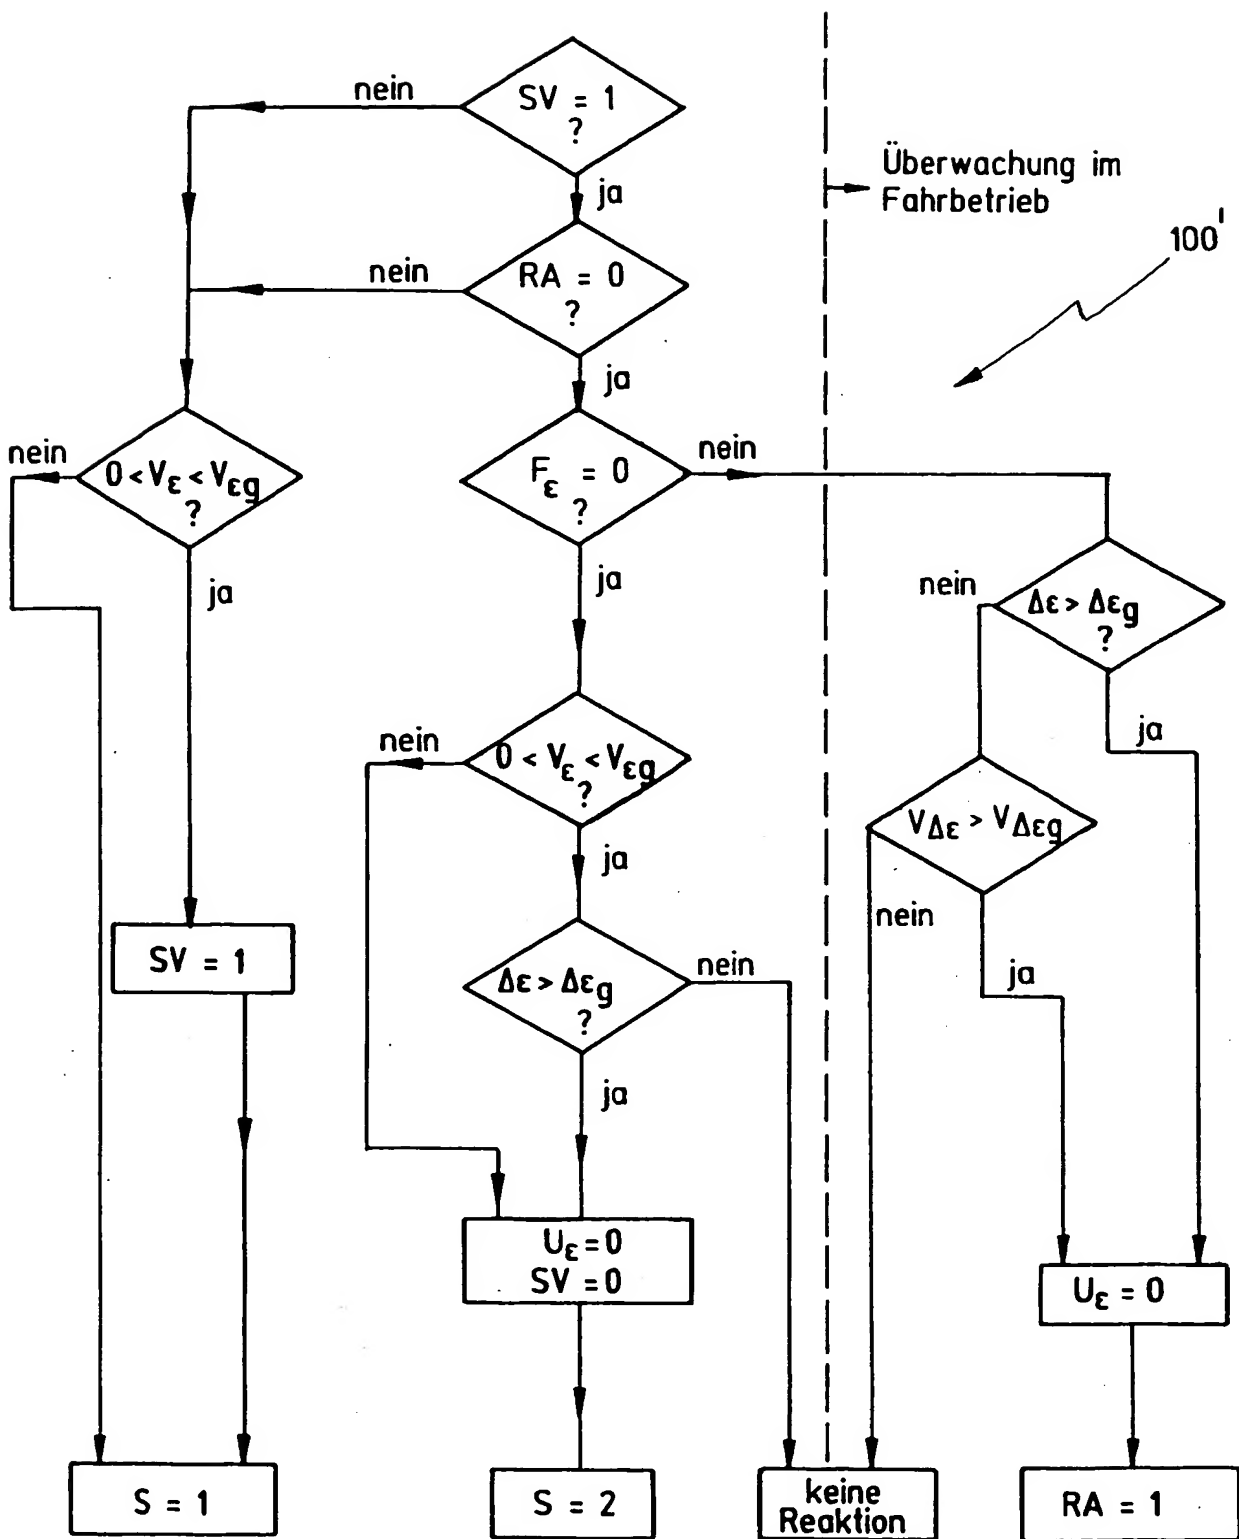 SV = 1
?
nein
ja
Überwachung im
Fahrbetrieb
100'
RA = 0
?
nein
ja
0 < Vε < Vεg
?
nein
ja
Fε = 0
?
nein
ja
Δε > Δεg
?
nein
ja
0 < Vε < Vεg
?
nein
ja
VΔε > VΔεg
nein
ja
SV = 1
Δε > Δεg
?
nein
ja
Uε = 0
SV = 0
Uε = 0
S = 1
S = 2
keine
Reaktion
RA = 1